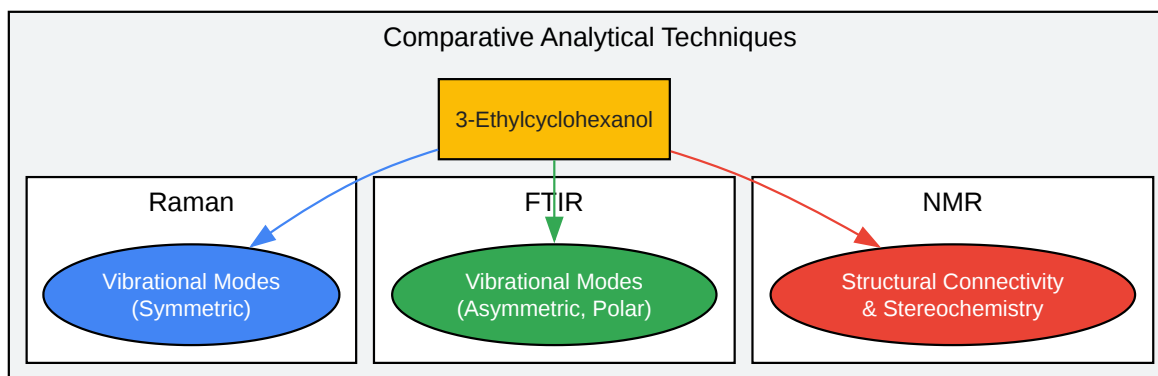 Comparative Analytical Techniques
3-Ethylcyclohexanol
Raman
Vibrational Modes
(Symmetric)
FTIR
Vibrational Modes
(Asymmetric, Polar)
NMR
Structural Connectivity
& Stereochemistry